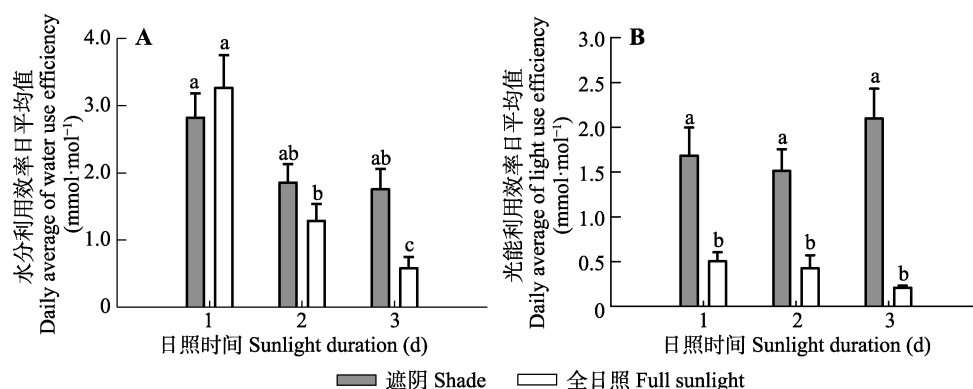 A
水分利用效率日平均值
Daily average of water use efficiency
(mmol·mol⁻¹)
4.0
3.0
2.0
1.0
0
a
a
ab
b
ab
c
1
2
3
日照时间 Sunlight duration (d)
B
光能利用效率日平均值
Daily average of light use efficiency
(mmol·mol⁻¹)
3.0
2.5
2.0
1.5
1.0
0.5
0
a
b
a
b
a
b
1
2
3
日照时间 Sunlight duration (d)
遮阴 Shade
全日照 Full sunlight